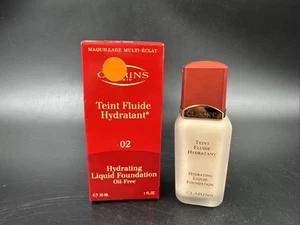 MAQUILLAGE MULTI-ÉCLAT
CLARINS
PARIS
Teint Fluide
Hydratant*
02
Hydrating
Liquid Foundation
Oil-Free
℮ 30 ML
1 FL.OZ
TEINT
FLUIDE
HYDRATANT
HYDRATING
LIQUID
FOUNDATION
CLARINS